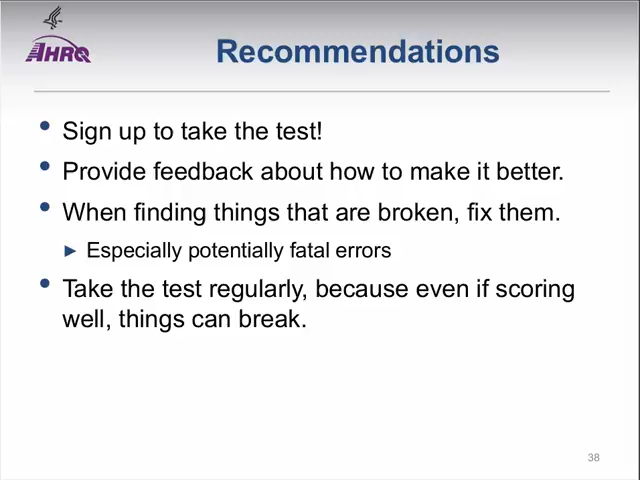 AHRQ
Recommendations
• Sign up to take the test!
• Provide feedback about how to make it better.
• When finding things that are broken, fix them.
► Especially potentially fatal errors
• Take the test regularly, because even if scoring
well, things can break.
38